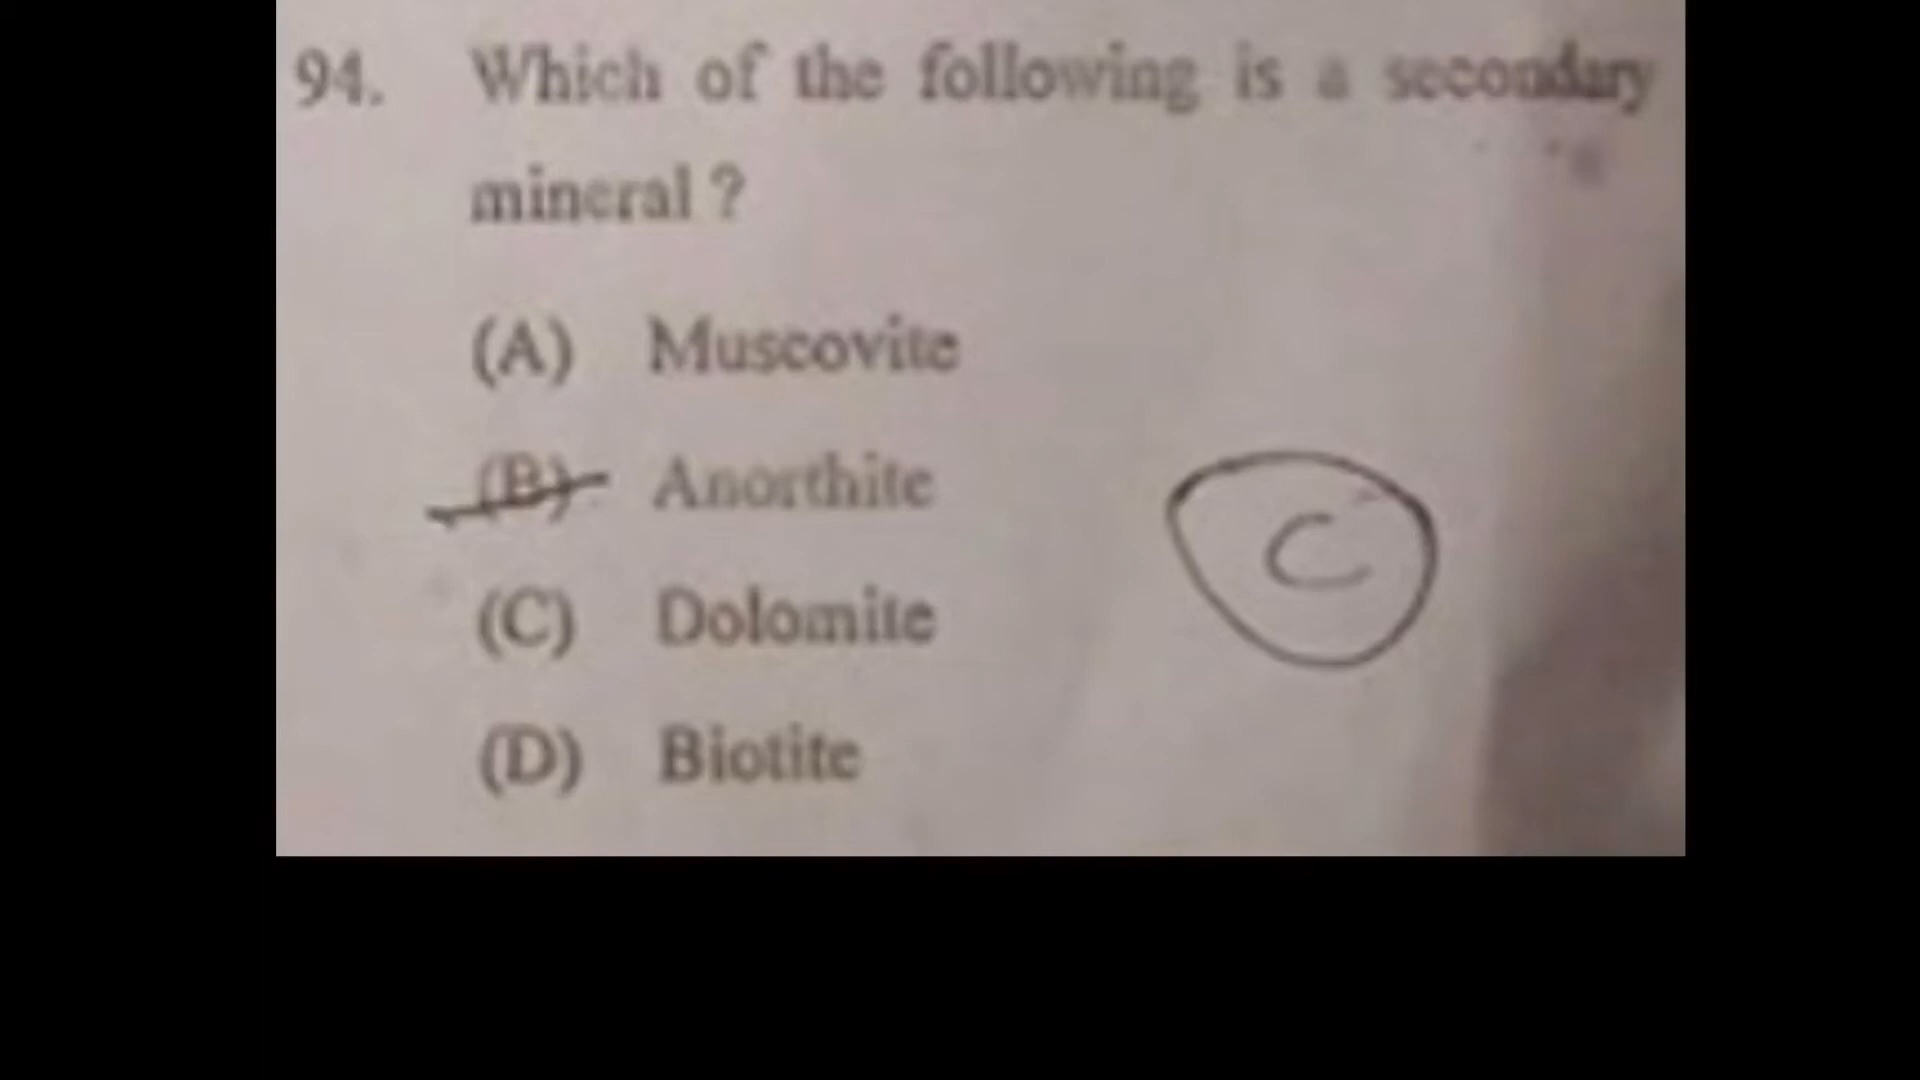 94. Which of the following is a secondary
mineral ?
(A) Muscovite
(B) Anorthite
(C) Dolomite
C
(D) Biotite